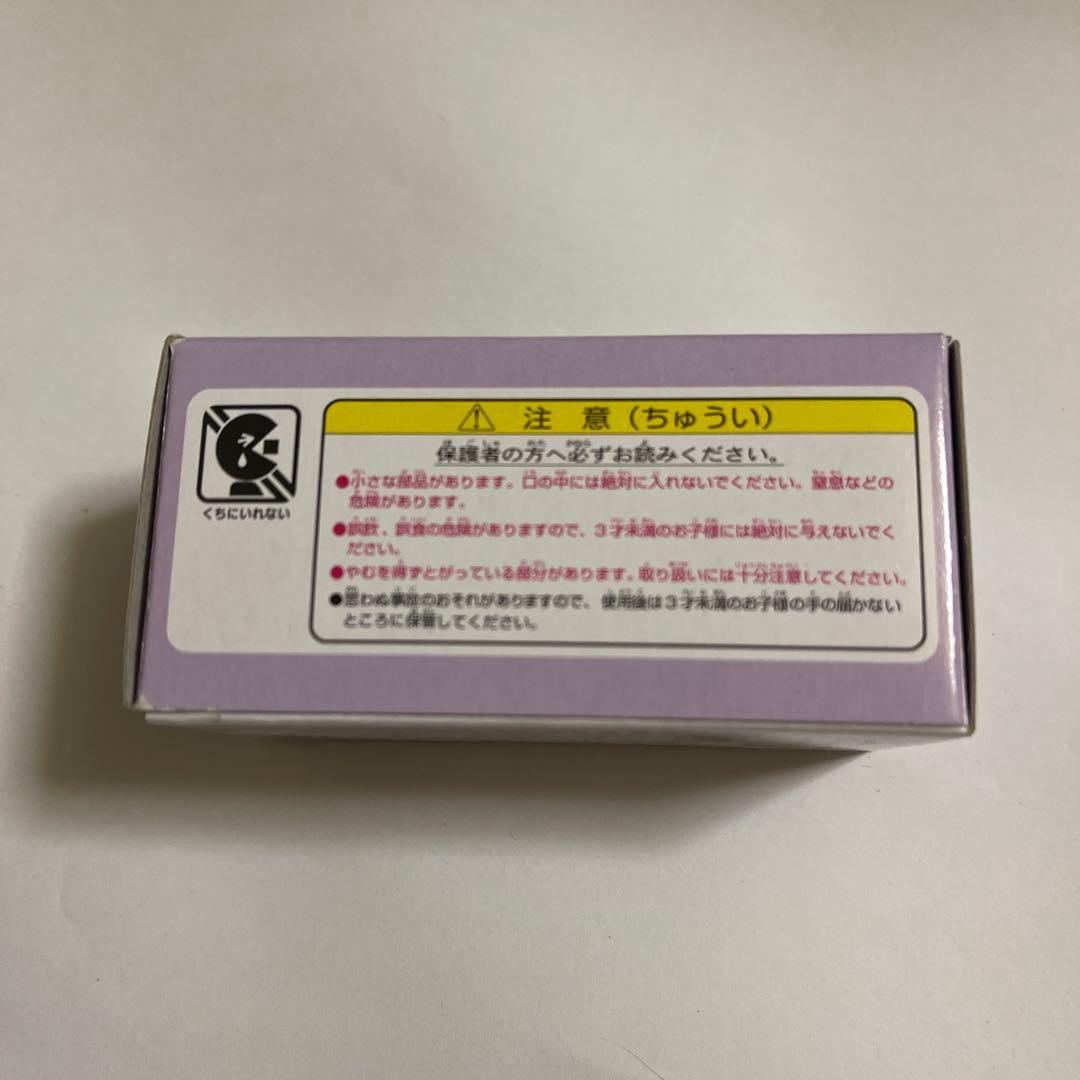 くちにいれない
注 意（ちゅうい）
保護者の方へ必ずお読みください。
●小さな部品があります。口の中には絶対に入れないでください。窒息などの
危険があります。
●誤飲、誤食の危険がありますので、３才未満のお子様には絶対に与えないでく
ださい。
●やむを得ずとがっている部分があります。取り扱いには十分注意してください。
●思わぬ事故のおそれがありますので、使用後は３才未満のお子様の手の届かない
ところに保管してください。